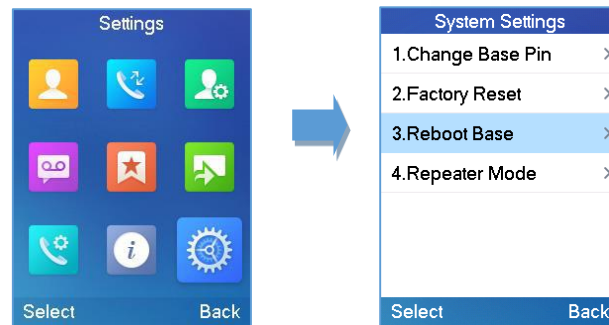 Settings
Select Back
System Settings
1.Change Base Pin
2.Factory Reset
3.Reboot Base
4.Repeater Mode
Select Back